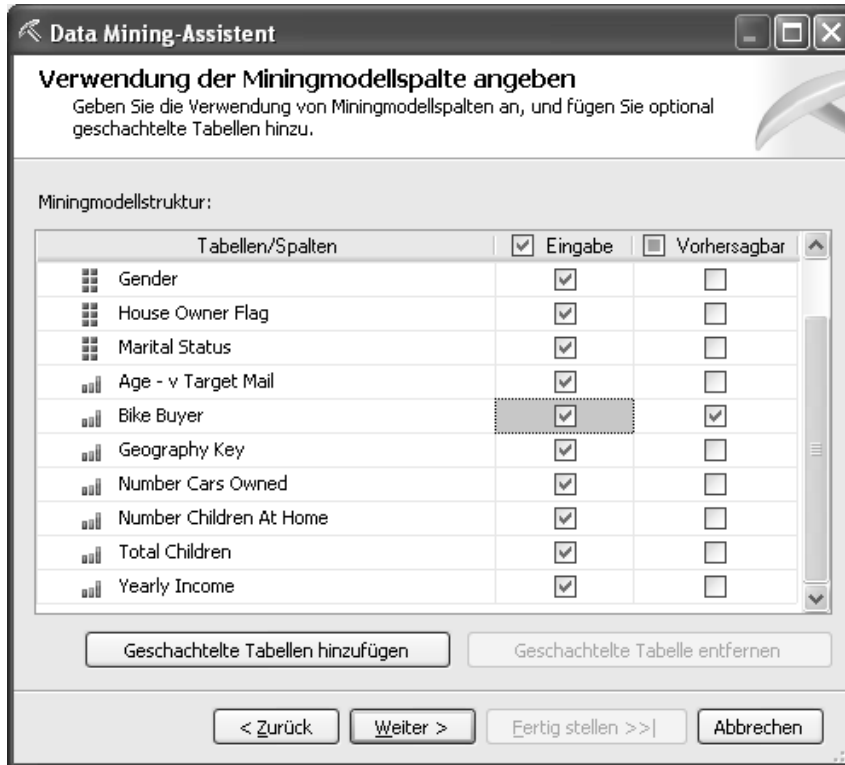 Data Mining-Assistent
Verwendung der Miningmodellspalte angeben
Geben Sie die Verwendung von Miningmodellspalten an, und fügen Sie optional
geschachtelte Tabellen hinzu.
Miningmodellstruktur:
Tabellen/Spalten Eingabe Vorhersagbar
Gender
House Owner Flag
Marital Status
Age - v Target Mail
Bike Buyer
Geography Key
Number Cars Owned
Number Children At Home
Total Children
Yearly Income
Geschachtelte Tabellen hinzufügen Geschachtelte Tabelle entfernen
< Zurück Weiter > Fertig stellen >>| Abbrechen